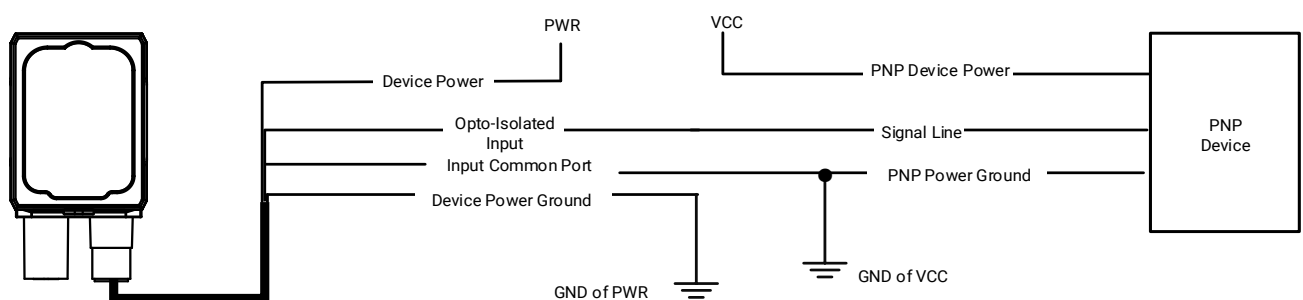 PWR
VCC
Device Power
PNP Device Power
Opto-Isolated
Input
Signal Line
PNP
Device
Input Common Port
PNP Power Ground
Device Power Ground
GND of VCC
GND of PWR